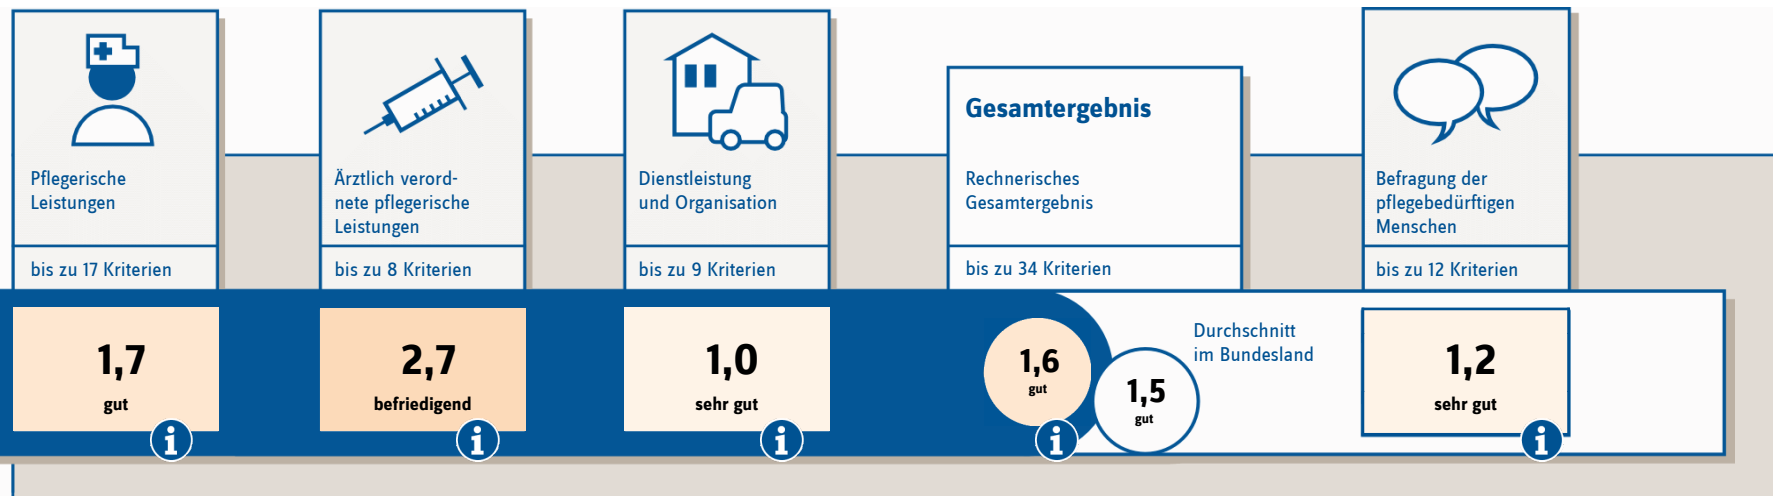 Pflegerische
Leistungen
bis zu 17 Kriterien
1,7
gut
Ärztlich verord-
nete pflegerische
Leistungen
bis zu 8 Kriterien
2,7
befriedigend
Dienstleistung
und Organisation
bis zu 9 Kriterien
1,0
sehr gut
Gesamtergebnis
Rechnerisches
Gesamtergebnis
bis zu 34 Kriterien
1,6
gut
1,5
gut
Durchschnitt
im Bundesland
Befragung der
pflegebedürftigen
Menschen
bis zu 12 Kriterien
1,2
sehr gut